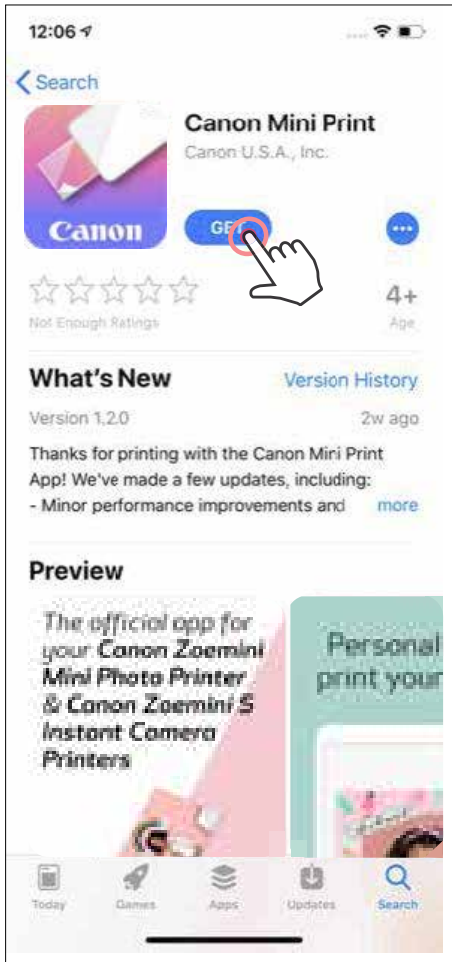 12:06
Search
Canon Mini Print
Canon U.S.A., Inc.
Canon
GET
Not Enough Ratings
4+
Age
What's New
Version History
Version 1.2.0
2w ago
Thanks for printing with the Canon Mini Print
App! We've made a few updates, including:
- Minor performance improvements and more
Preview
The official app for
your Canon Zoemini
Mini Photo Printer
& Canon Zoemini S
Instant Camera
Printers
Personal
print your
Today
Games
Apps
Updates
Search